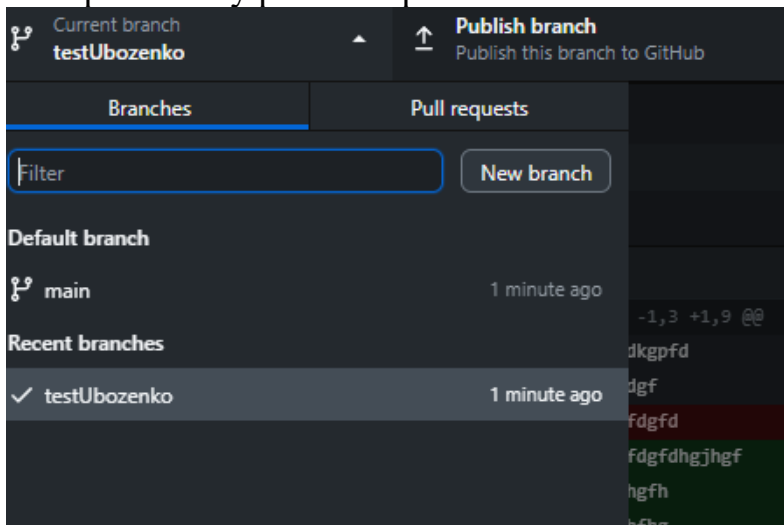 Current branch
testUbozenko
Publish branch
Publish this branch to GitHub
Branches
Pull requests
Filter
New branch
Default branch
main
1 minute ago
Recent branches
testUbozenko
1 minute ago
-1,3 +1,9 @@
dkgpfd
dgf
fdgfd
fdgfdhgjhgf
hgfh